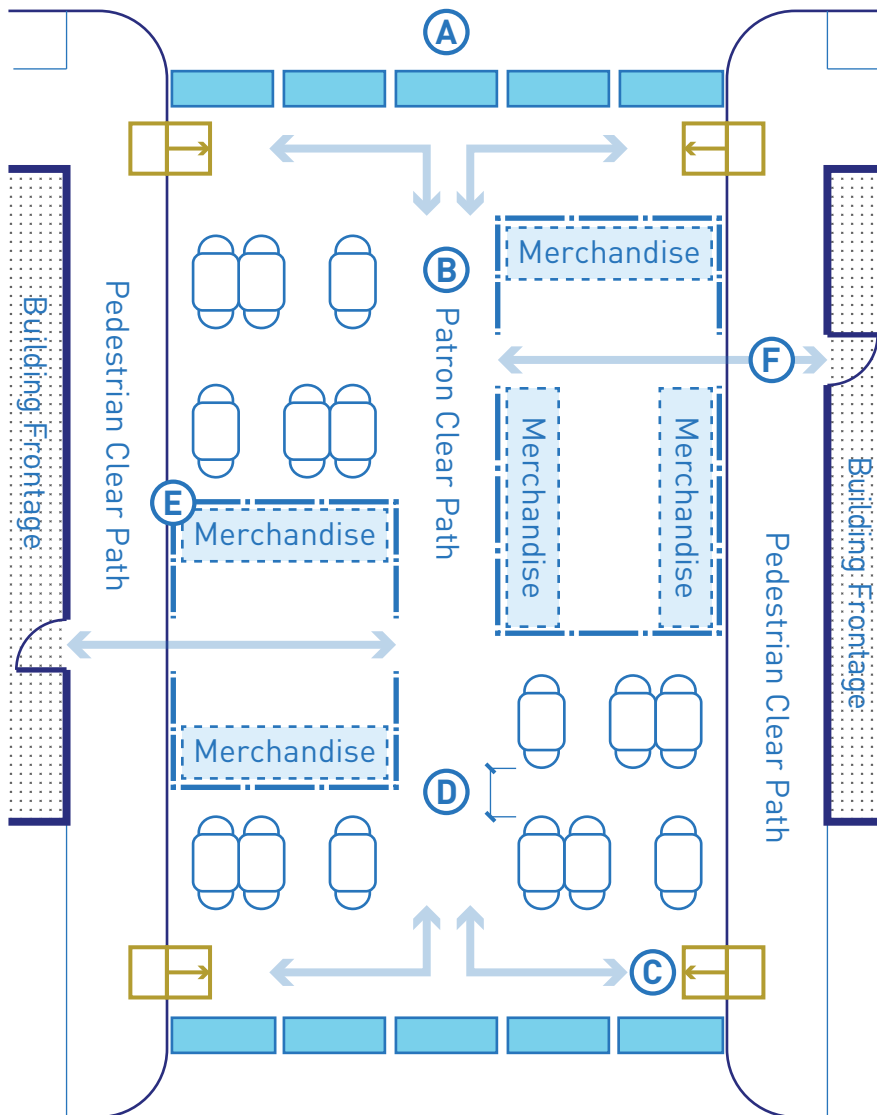 A
B
Merchandise
F
Building Frontage
Pedestrian Clear Path
Patron Clear Path
Merchandise
Merchandise
E
Merchandise
Building Frontage
Pedestrian Clear Path
Merchandise
D
C